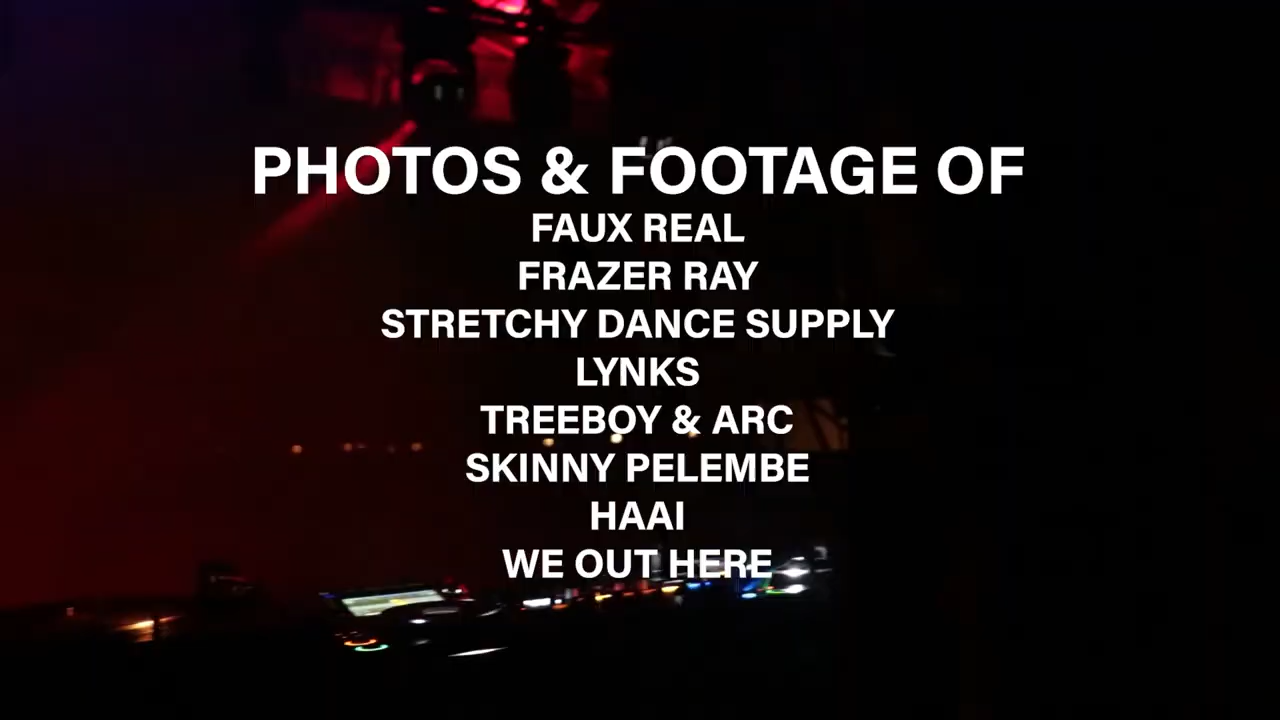 PHOTOS & FOOTAGE OF
FAUX REAL
FRAZER RAY
STRETCHY DANCE SUPPLY
LYNKS
TREEBOY & ARC
SKINNY PELEMBE
HAAI
WE OUT HERE